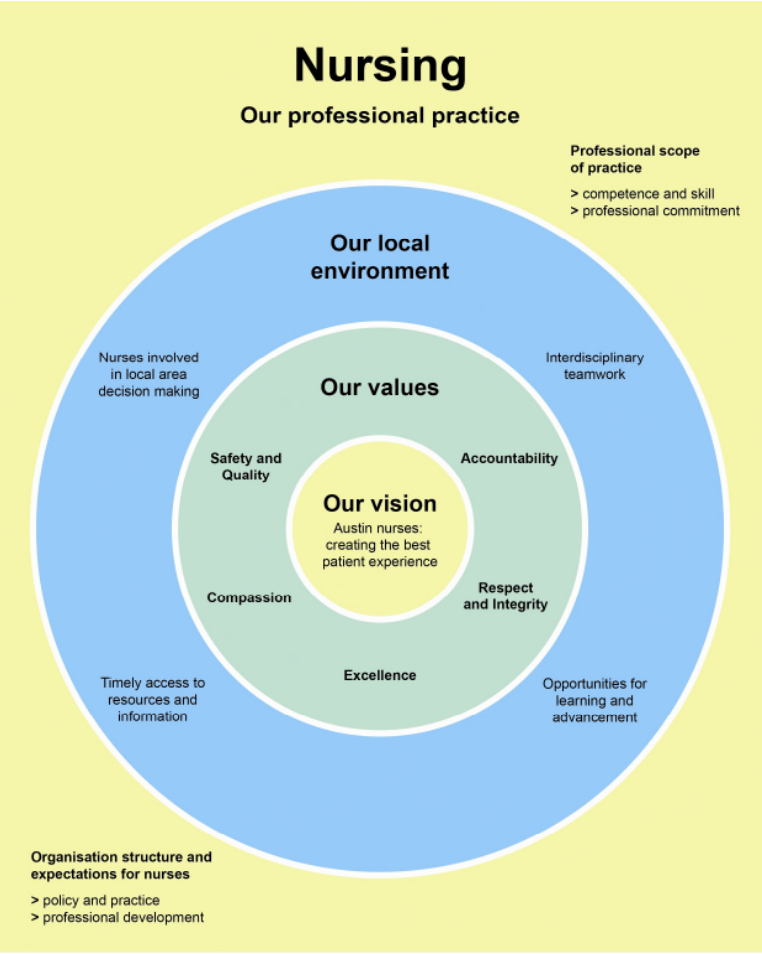 Nursing
Our professional practice
Professional scope
of practice
> competence and skill
> professional commitment
Our local
environment
Nurses involved
in local area
decision making
Interdisciplinary
teamwork
Our values
Safety and
Quality
Accountability
Our vision
Austin nurses:
creating the best
patient experience
Compassion
Respect
and Integrity
Excellence
Timely access to
resources and
information
Opportunities for
learning and
advancement
Organisation structure and
expectations for nurses
> policy and practice
> professional development